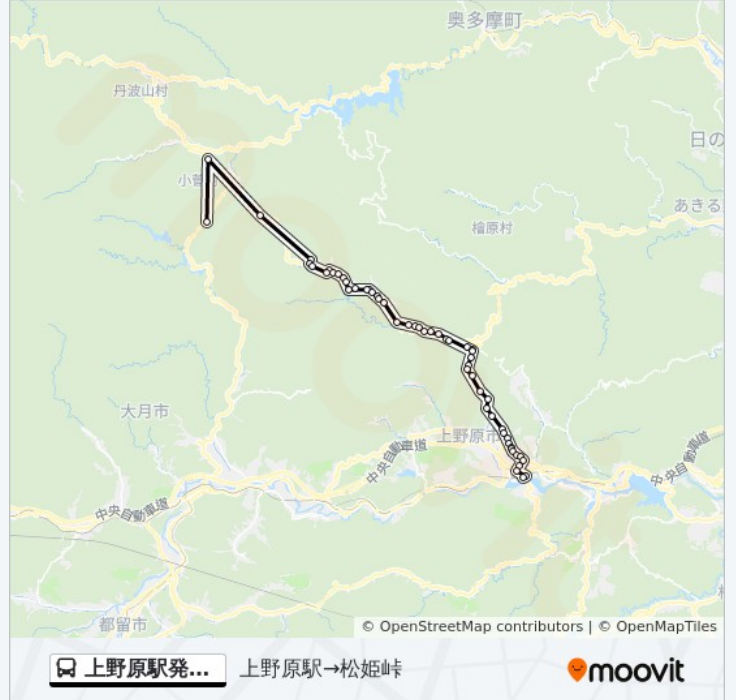 奥多摩町
丹波山村
日の
小菅
あきる
檜原村
大月市
上野原市
中央自動車道
中央自動車道
中央自動車道
都留市
© OpenStreetMap contributors | © OpenMapTiles
上野原駅発... 上野原駅→松姫峠
moovit